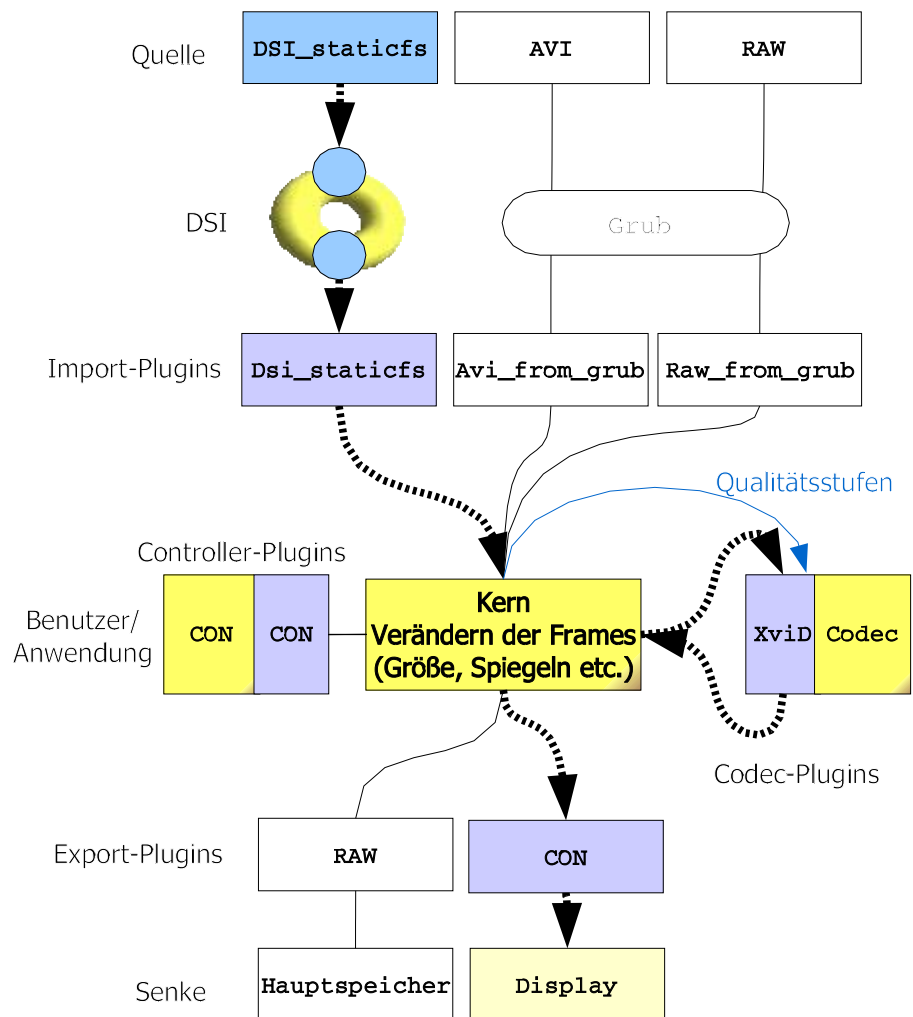 Quelle
DSI_staticfs
AVI
RAW
DSI
Grub
Import-Plugins
Dsi_staticfs
Avi_from_grub
Raw_from_grub
Qualitätsstufen
Controller-Plugins
Benutzer/
Anwendung
CON
CON
Kern
Verändern der Frames
(Größe, Spiegeln etc.)
XviD
Codec
Codec-Plugins
Export-Plugins
RAW
CON
Senke
Hauptspeicher
Display